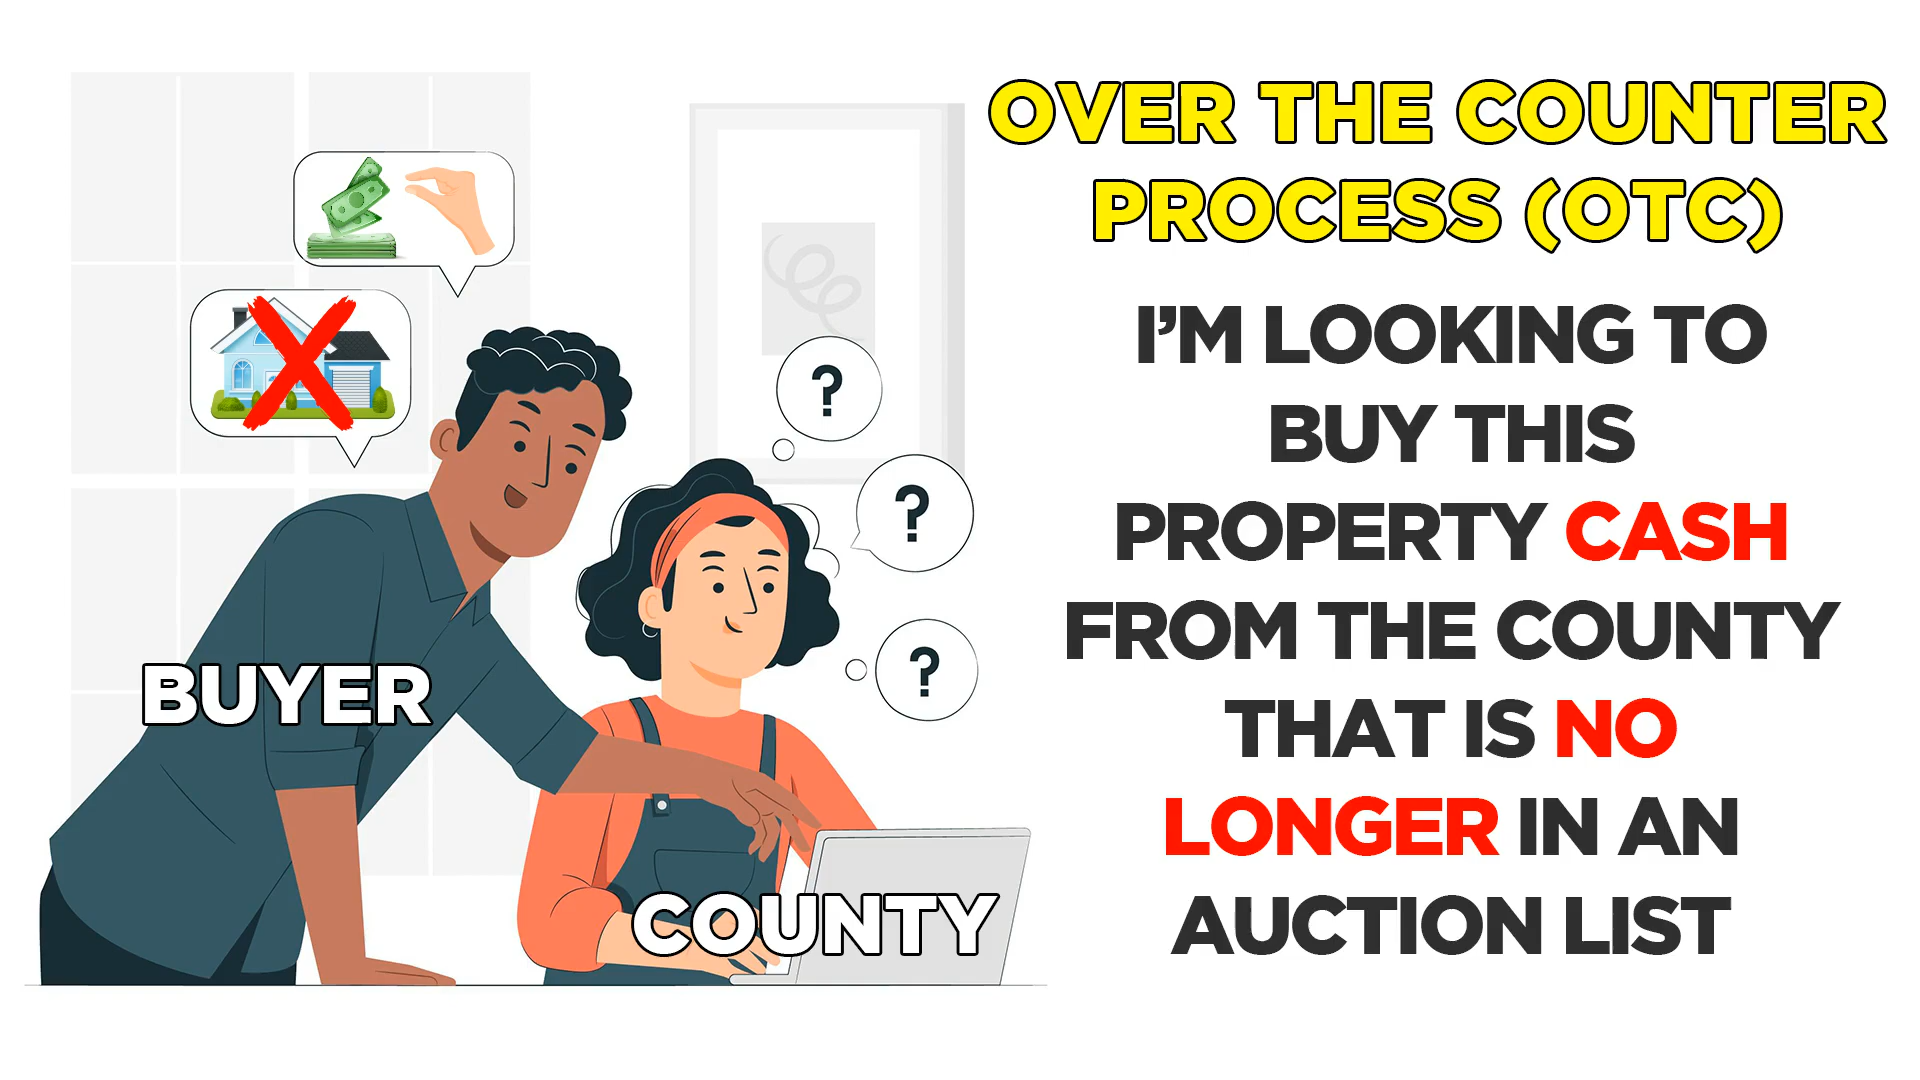 OVER THE COUNTER
PROCESS (OTC)
I'M LOOKING TO
BUY THIS
PROPERTY CASH
FROM THE COUNTY
THAT IS NO
LONGER IN AN
AUCTION LIST
?
?
?
BUYER
COUNTY